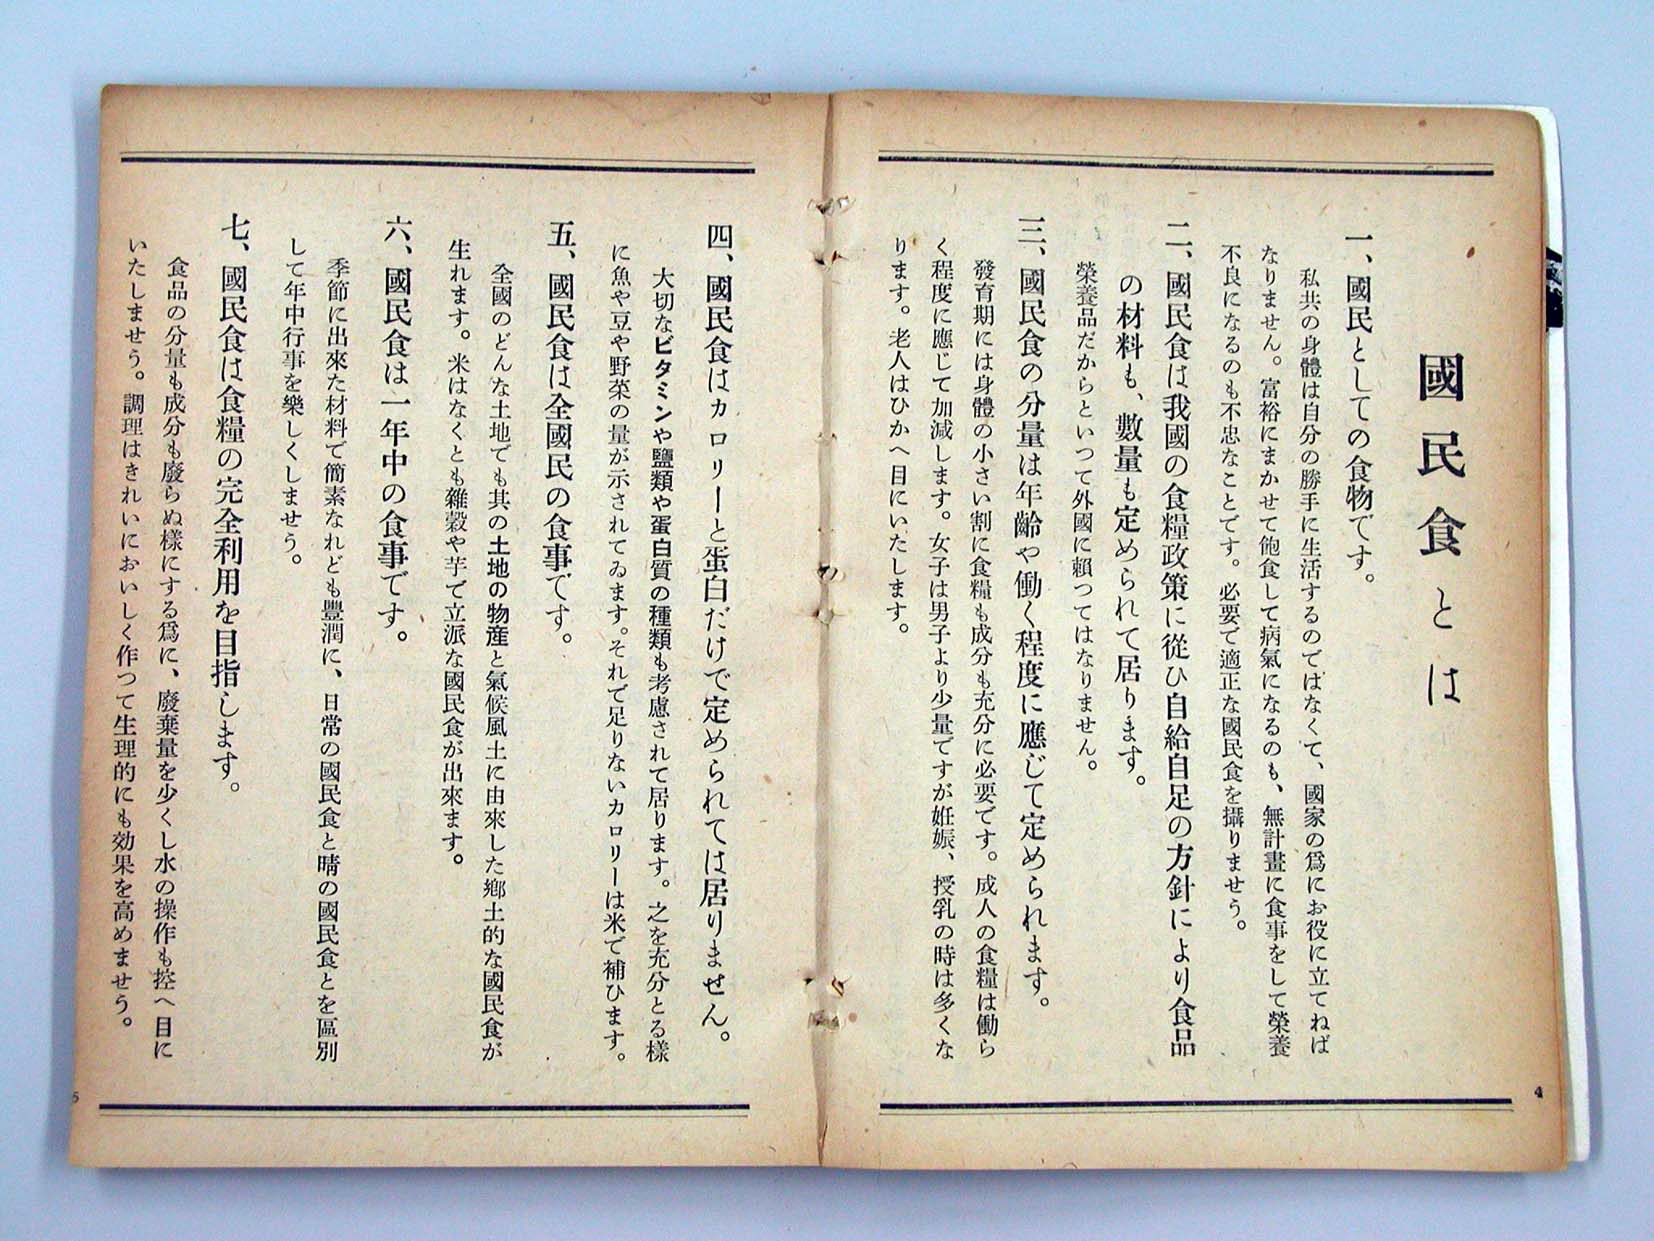 國民食とは
一、國民としての食物です。
私共の身體は自分の勝手に生活するのではなくて、國家の爲にお役に立てねば
なりません。富裕にまかせて飽食して病氣になるのも、無計畫に食事をして榮養
不良になるのも不忠なことです。必要で適正な國民食を攝りませう。
二、國民食は我國の食糧政策に從ひ自給自足の方針により食品
の材料も、數量も定められて居ります。
榮養品だからといつて外國に賴つてはなりません。
三、國民食の分量は年齡や働く程度に應じて定められます。
發育期には身體の小さい割に食糧も成分も充分に必要です。成人の食糧は働ら
く程度に應じて加減します。女子は男子より少量ですが妊娠、授乳の時は多くな
ります。老人はひかへ目にいたします。
4
四、國民食はカロリーと蛋白だけで定められては居りません。
大切なビタミンや鹽類や蛋白質の種類も考慮されて居ります。之を充分とる樣
に魚や豆や野菜の量が示されてゐます。それで足りないカロリーは米で補ひます。
五、國民食は全國民の食事です。
全國のどんな土地でも其の土地の物産と氣候風土に由來した鄕土的な國民食が
生れます。米はなくとも雜穀や芋で立派な國民食が出來ます。
六、國民食は一年中の食事です。
季節に出來た材料で簡素なれども豐潤に、日常の國民食と晴の國民食とを區別
して年中行事を樂しくしませう。
七、國民食は食糧の完全利用を目指します。
食品の分量も成分も廢らぬ樣にする爲に、廢棄量を少くし水の操作も控へ目に
いたしませう。調理はきれいにおいしく作つて生理的にも効果を高めませう。
5